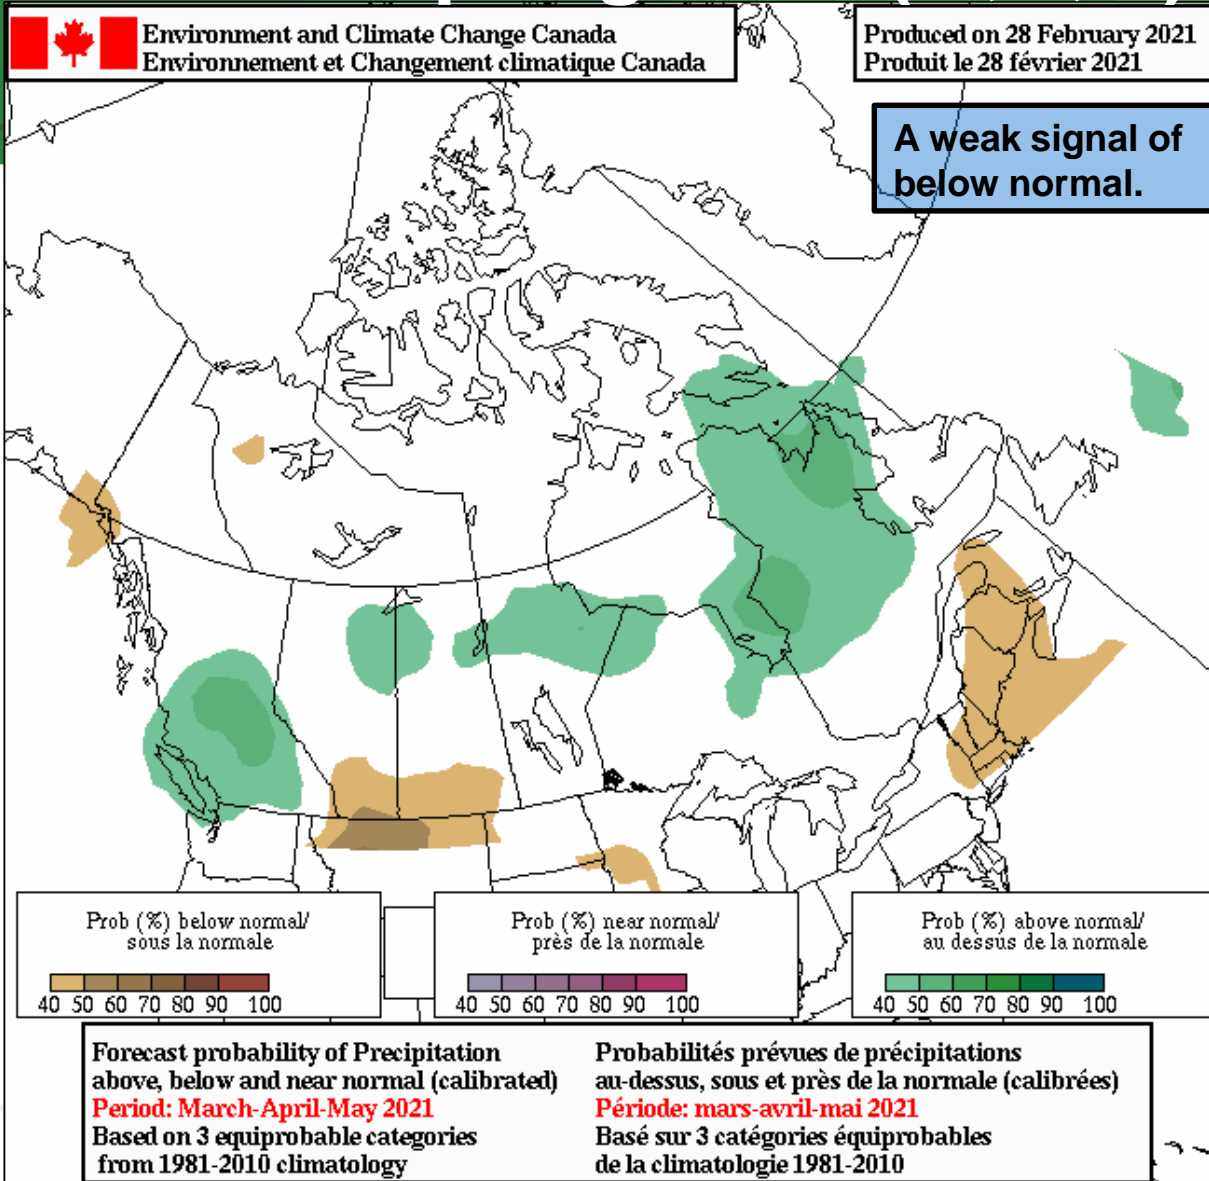 Environment and Climate Change Canada
Environnement et Changement climatique Canada
Produced on 28 February 2021
Produit le 28 février 2021
A weak signal of
below normal.
Prob (%) below normal/
sous la normale
40 50 60 70 80 90 100
Prob (%) near normal/
près de la normale
40 50 60 70 80 90 100
Prob (%) above normal/
au dessus de la normale
40 50 60 70 80 90 100
Forecast probability of Precipitation
above, below and near normal (calibrated)
Period: March-April-May 2021
Based on 3 equiprobable categories
from 1981-2010 climatology
Probabilités prévues de précipitations
au-dessus, sous et près de la normale (calibrées)
Période: mars-avril-mai 2021
Basé sur 3 catégories équiprobables
de la climatologie 1981-2010